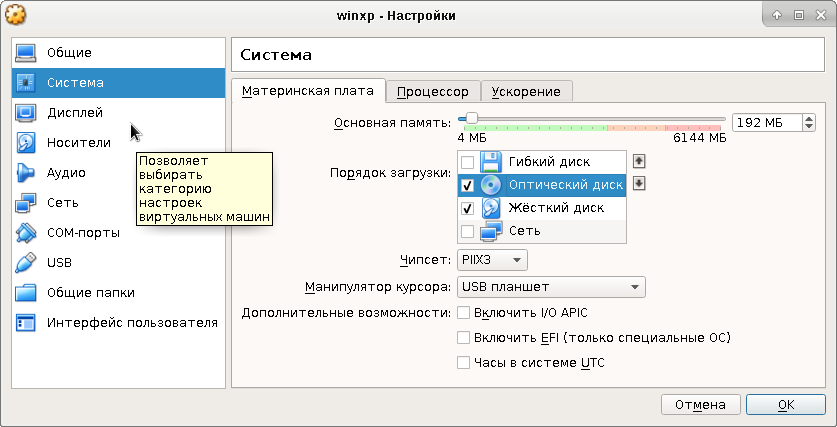 winxp - Настройки
Общие
Система
Дисплей
Носители
Аудио
Сеть
COM-порты
USB
Общие папки
Интерфейс пользователя
Позволяет
выбирать
категорию
настроек
виртуальных машин
Система
Материнская плата
Процессор
Ускорение
Основная память:
192 МБ
4 МБ
6144 МБ
Порядок загрузки:
Гибкий диск
Оптический диск
Жёсткий диск
Сеть
Чипсет:
PIIX3
Манипулятор курсора:
USB планшет
Дополнительные возможности:
Включить I/O APIC
Включить EFI (только специальные ОС)
Часы в системе UTC
Отмена
OK